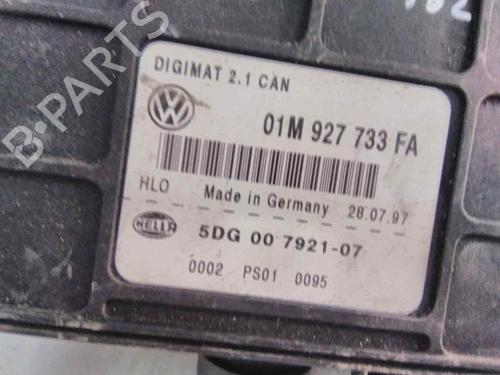 DIGIMAT 2.1 CAN
01M 927 733 FA
HLO Made in Germany 28.07.97
HELLA 5DG 00 7921-07
0002 PS01 0095
B-PARTS